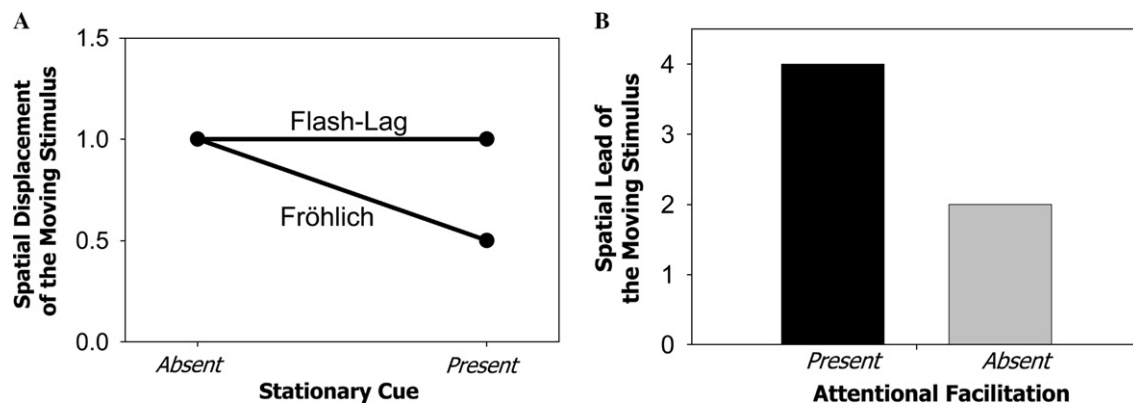 A
Spatial Displacement
of the Moving Stimulus
1.5
1.0
0.5
0.0
Flash-Lag
Fröhlich
Absent
Present
Stationary Cue
B
Spatial Lead of
the Moving Stimulus
4
3
2
1
0
Present
Absent
Attentional Facilitation